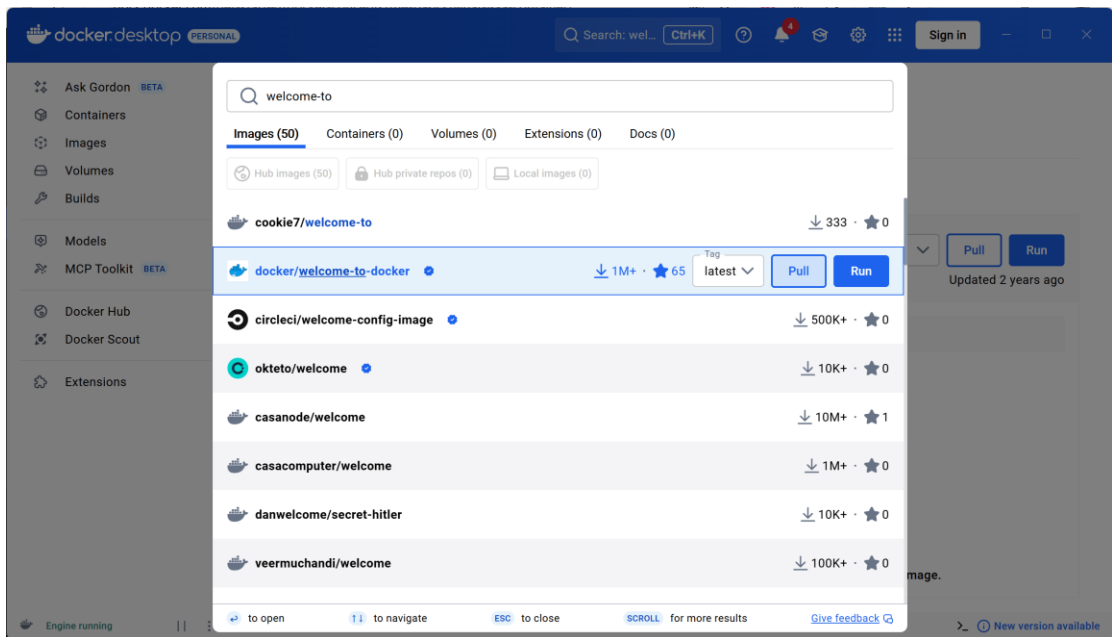 docker.desktop PERSONAL Search: wel... Ctrl+K 4 Sign in
Ask Gordon BETA
Containers
Images
Volumes
Builds
Models
MCP Toolkit BETA
Docker Hub
Docker Scout
Extensions
welcome-to
Images (50) Containers (0) Volumes (0) Extensions (0) Docs (0)
Hub images (50) Hub private repos (0) Local images (0)
cookie7/welcome-to 333 · 0
Tag
docker/welcome-to-docker 1M+ · 65 latest Pull Run
circleci/welcome-config-image 500K+ · 0
okteto/welcome 10K+ · 0
casanode/welcome 10M+ · 1
casacomputer/welcome 1M+ · 0
danwelcome/secret-hitler 10K+ · 0
veermuchandi/welcome 100K+ · 0
to open to navigate ESC to close SCROLL for more results Give feedback
Pull Run
Updated 2 years ago
mage.
Engine running >_ New version available